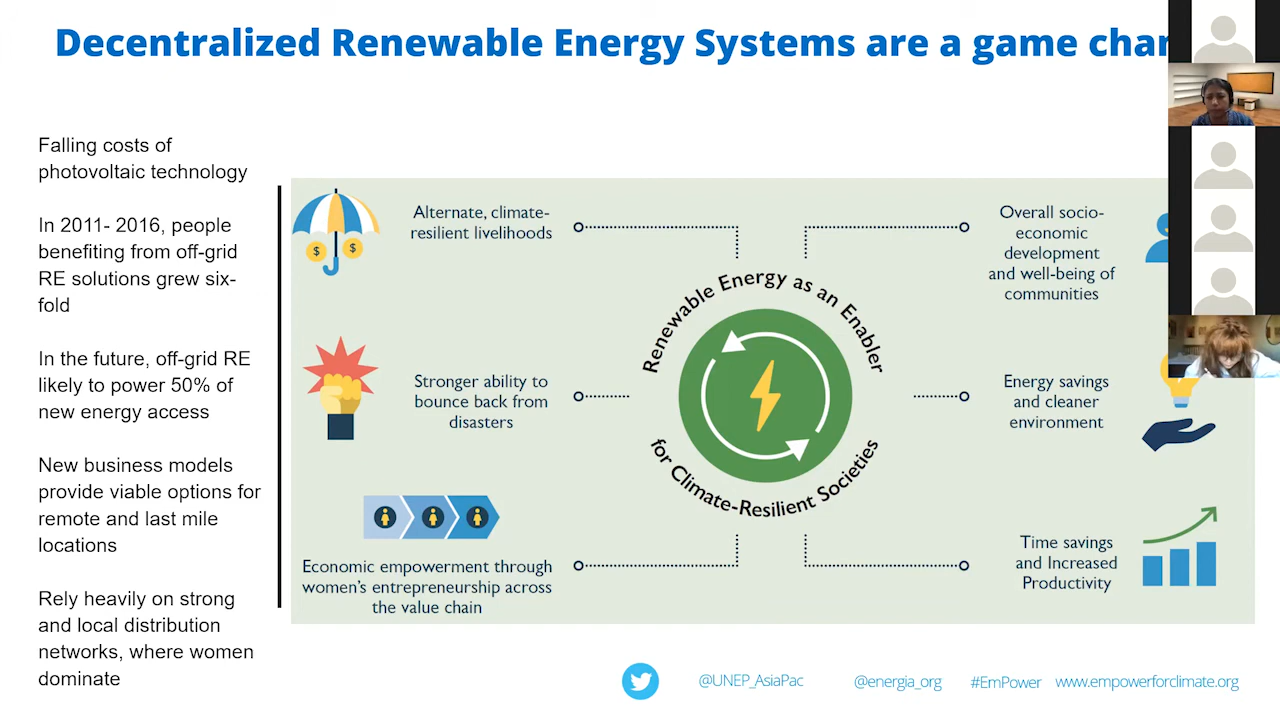 Decentralized Renewable Energy Systems are a game
Falling costs of
photovoltaic technology
In 2011- 2016, people
benefiting from off-grid
RE solutions grew six-
fold
In the future, off-grid RE
likely to power 50% of
new energy access
New business models
provide viable options for
remote and last mile
locations
Rely heavily on strong
and local distribution
networks, where women
dominate
Alternate, climate-
resilient livelihoods
Stronger ability to
bounce back from
disasters
Economic empowerment through
women's entrepreneurship across
the value chain
$ $
Renewable Energy as an Enabler
for Climate-Resilient Societies
Overall socio-
economic
development
and well-being of
communities
Energy savings
and cleaner
environment
Time savings
and Increased
Productivity
@UNEP_AsiaPac @energia_org #EmPower www.empowerforclimate.org